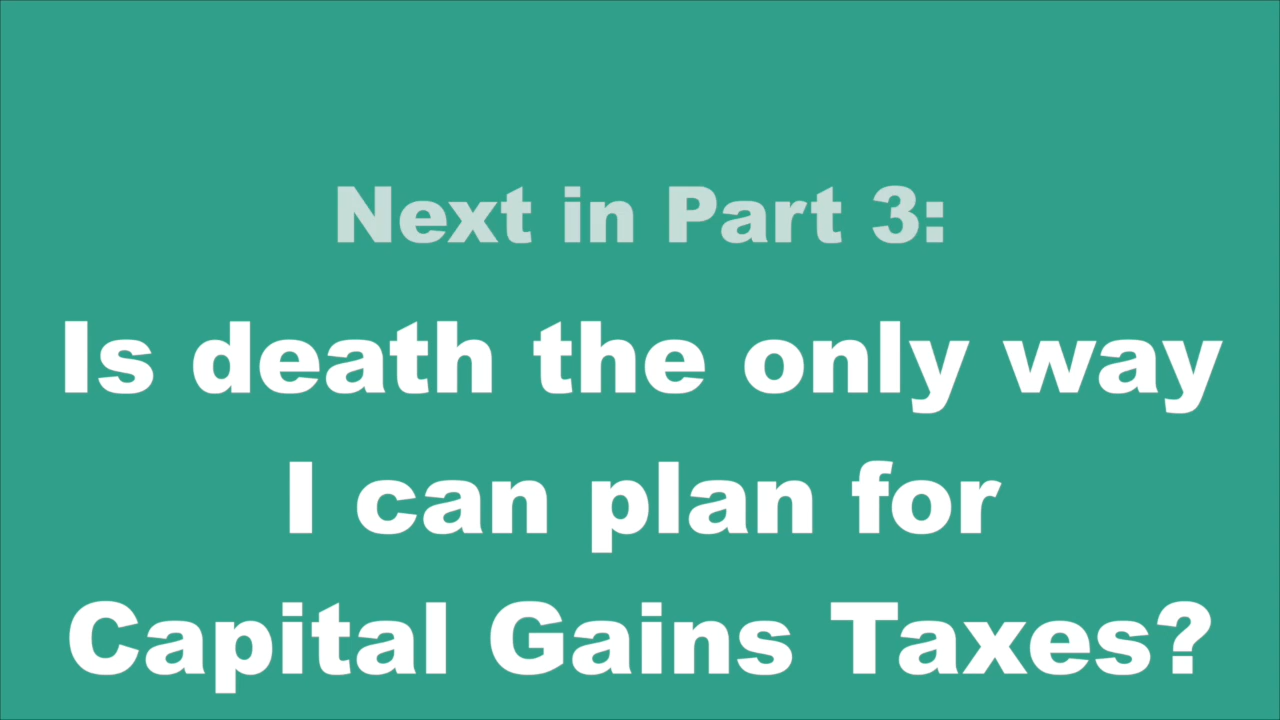 Next in Part 3:
Is death the only way
I can plan for
Capital Gains Taxes?